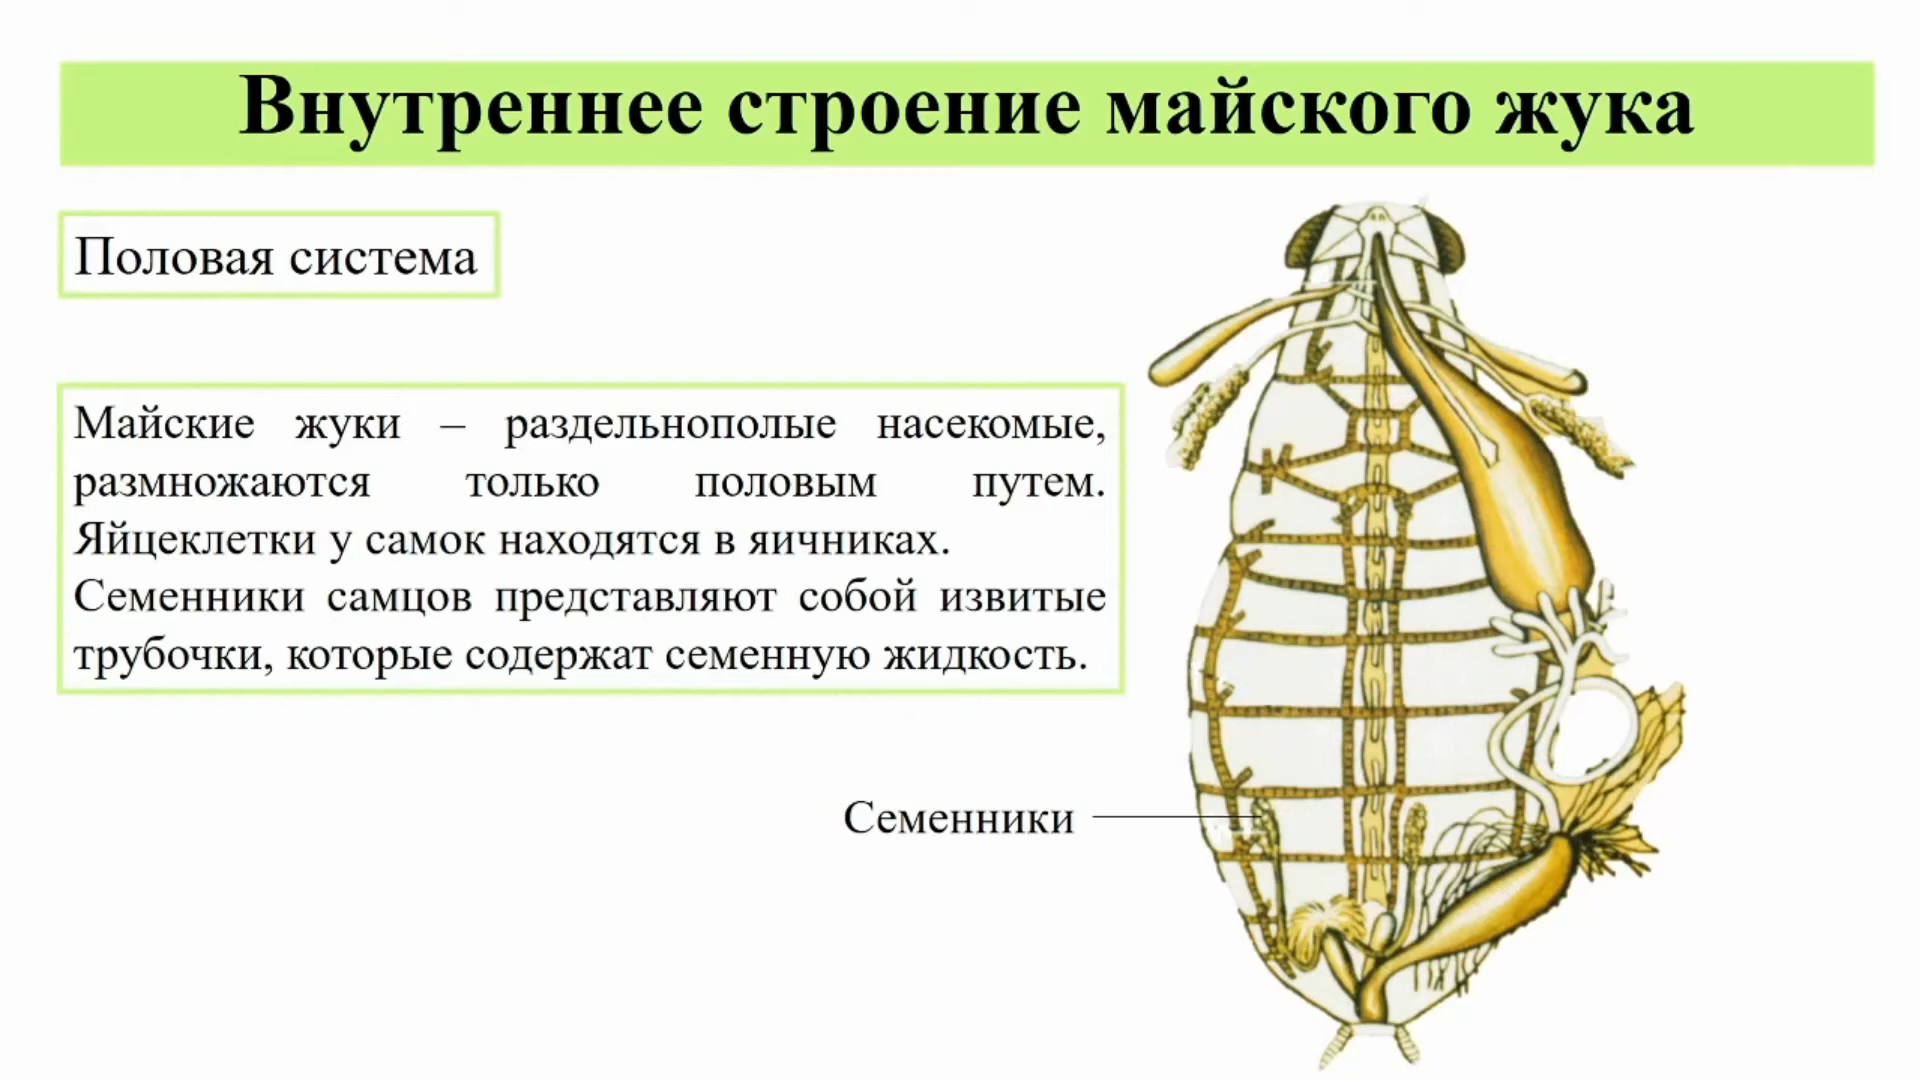 Внутреннее строение майского жука
Половая система
Майские жуки – раздельнополые насекомые,
размножаются только половым путем.
Яйцеклетки у самок находятся в яичниках.
Семенники самцов представляют собой извитые
трубочки, которые содержат семенную жидкость.
Семенники